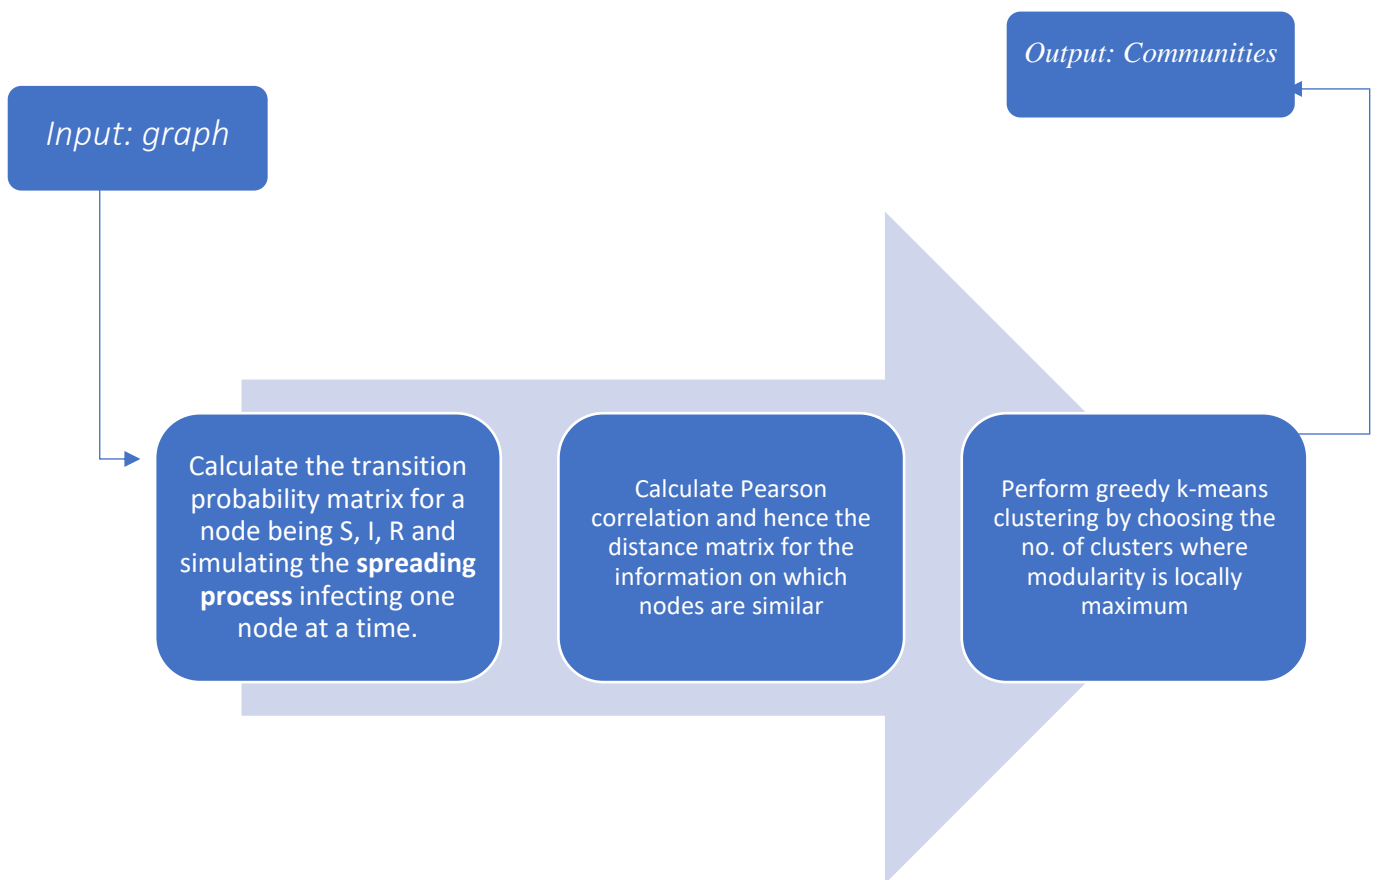 Input: graph
Calculate the transition
probability matrix for a
node being S, I, R and
simulating the spreading
process infecting one
node at a time.
Calculate Pearson
correlation and hence the
distance matrix for the
information on which
nodes are similar
Perform greedy k-means
clustering by choosing the
no. of clusters where
modularity is locally
maximum
Output: Communities